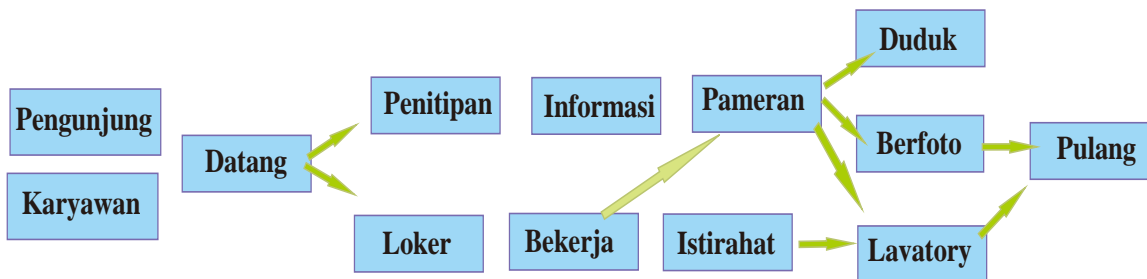 Pengunjung
Karyawan
Datang
Penitipan
Loker
Informasi
Bekerja
Pameran
Istirahat
Duduk
Berfoto
Lavatory
Pulang